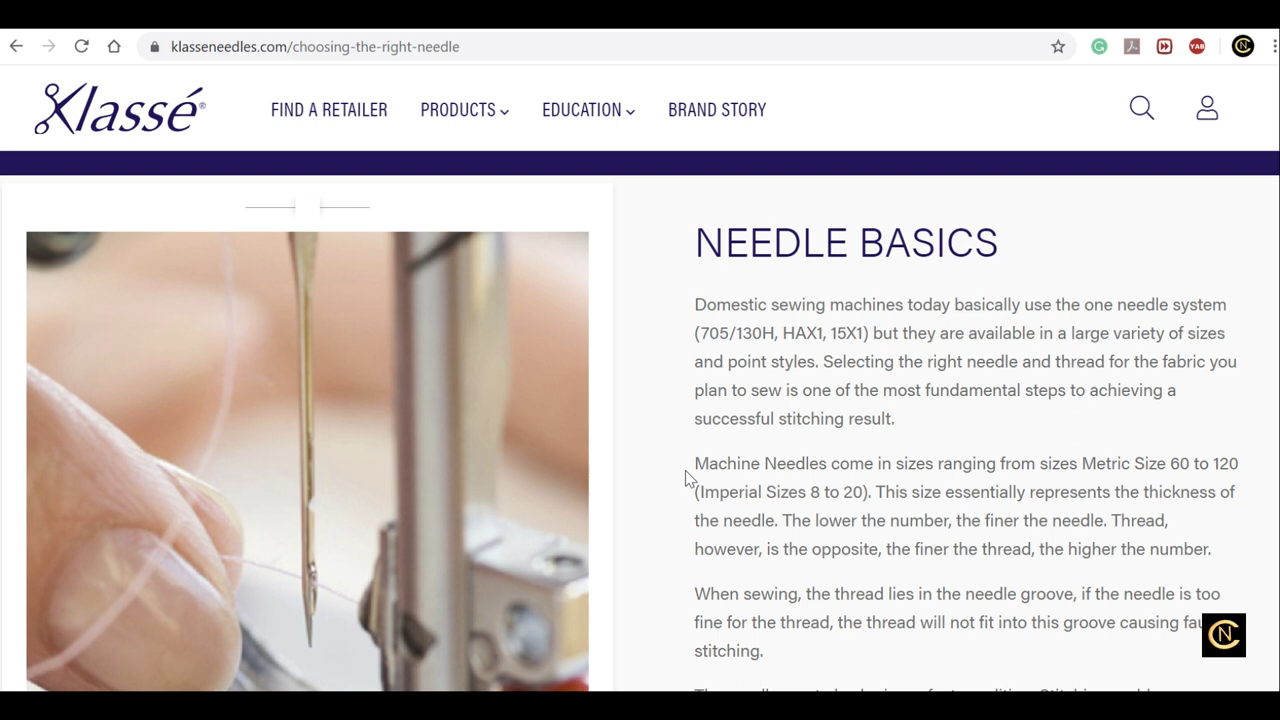 klasseneedles.com/choosing-the-right-needle
YAB
Klassé®
FIND A RETAILER PRODUCTS EDUCATION BRAND STORY
NEEDLE BASICS
Domestic sewing machines today basically use the one needle system
(705/130H, HAX1, 15X1) but they are available in a large variety of sizes
and point styles. Selecting the right needle and thread for the fabric you
plan to sew is one of the most fundamental steps to achieving a
successful stitching result.
Machine Needles come in sizes ranging from sizes Metric Size 60 to 120
(Imperial Sizes 8 to 20). This size essentially represents the thickness of
the needle. The lower the number, the finer the needle. Thread,
however, is the opposite, the finer the thread, the higher the number.
When sewing, the thread lies in the needle groove, if the needle is too
fine for the thread, the thread will not fit into this groove causing
stitching.